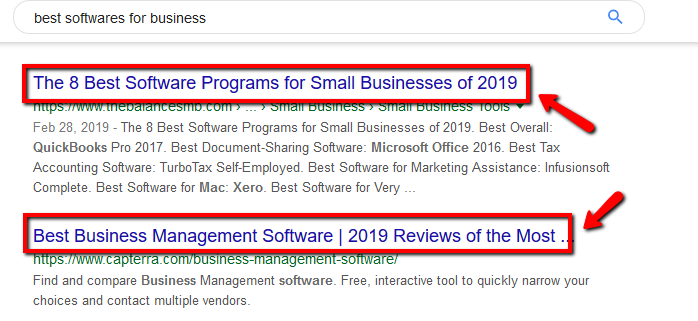 best softwares for business
The 8 Best Software Programs for Small Businesses of 2019
https://www.thebalancesmb.com › ... › Small Business › Small Business Tools
Feb 28, 2019 - The 8 Best Software Programs for Small Businesses of 2019. Best Overall:
QuickBooks Pro 2017. Best Document-Sharing Software: Microsoft Office 2016. Best Tax
Accounting Software: TurboTax Self-Employed. Best Software for Marketing Assistance: Infusionsoft
Complete. Best Software for Mac: Xero. Best Software for Very ...
Best Business Management Software | 2019 Reviews of the Most ...
https://www.capterra.com/business-management-software/
Find and compare Business Management software. Free, interactive tool to quickly narrow your
choices and contact multiple vendors.